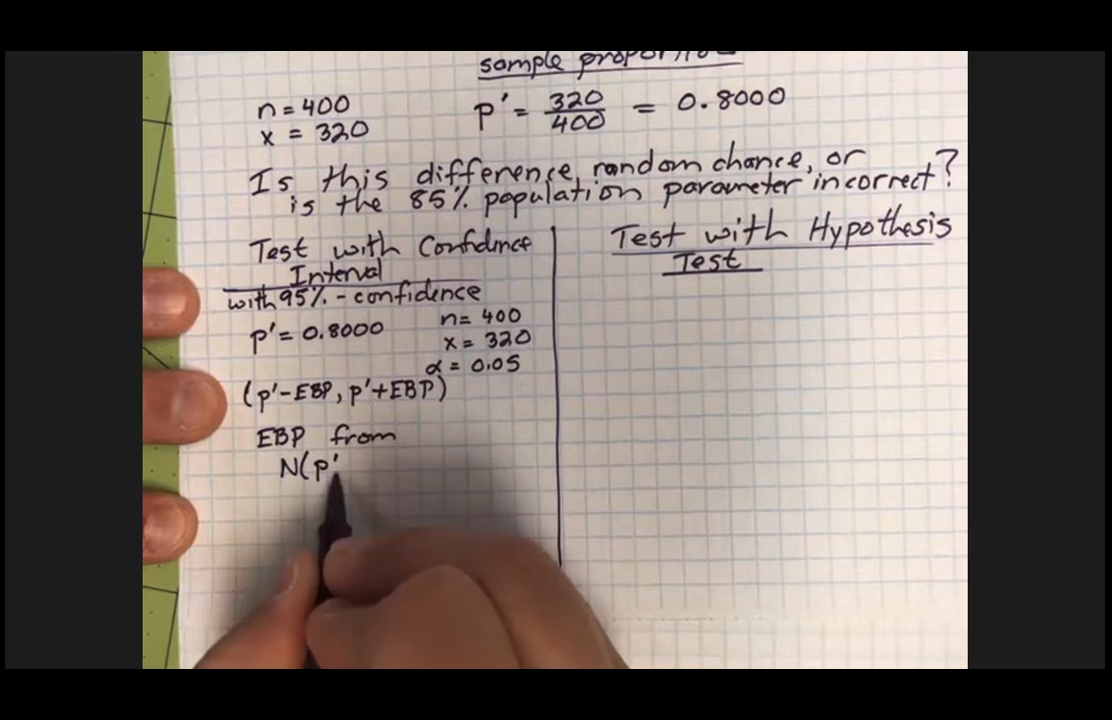 sample proportion
n = 400
x = 320
p' = 320/400 = 0.8000
Is this difference random chance, or
is the 85% population parameter incorrect?
Test with Confidence
Interval
with 95% - confidence
p' = 0.8000
n = 400
x = 320
α = 0.05
(p'-EBP, p'+EBP)
EBP from
N(p'
Test with Hypothesis
Test